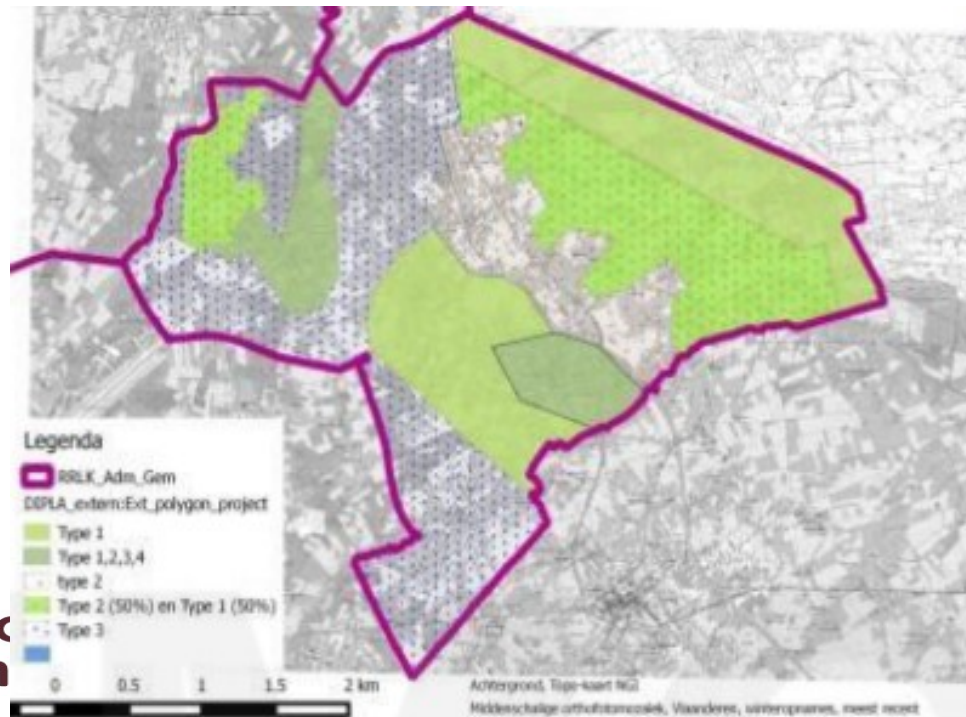 Legenda
RRLK_Adm_Gem
DIPLA_extern:Ext_polygon_project
Type 1
Type 1,2,3,4
type 2
Type 2 (50%) en Type 1 (50%)
Type 3
0 0.5 1 1.5 2 km
Achtergrond, Topo-kaart NGI
Middenschalige orthofotomozaïek, Vlaanderen, winteropnames, meest recent